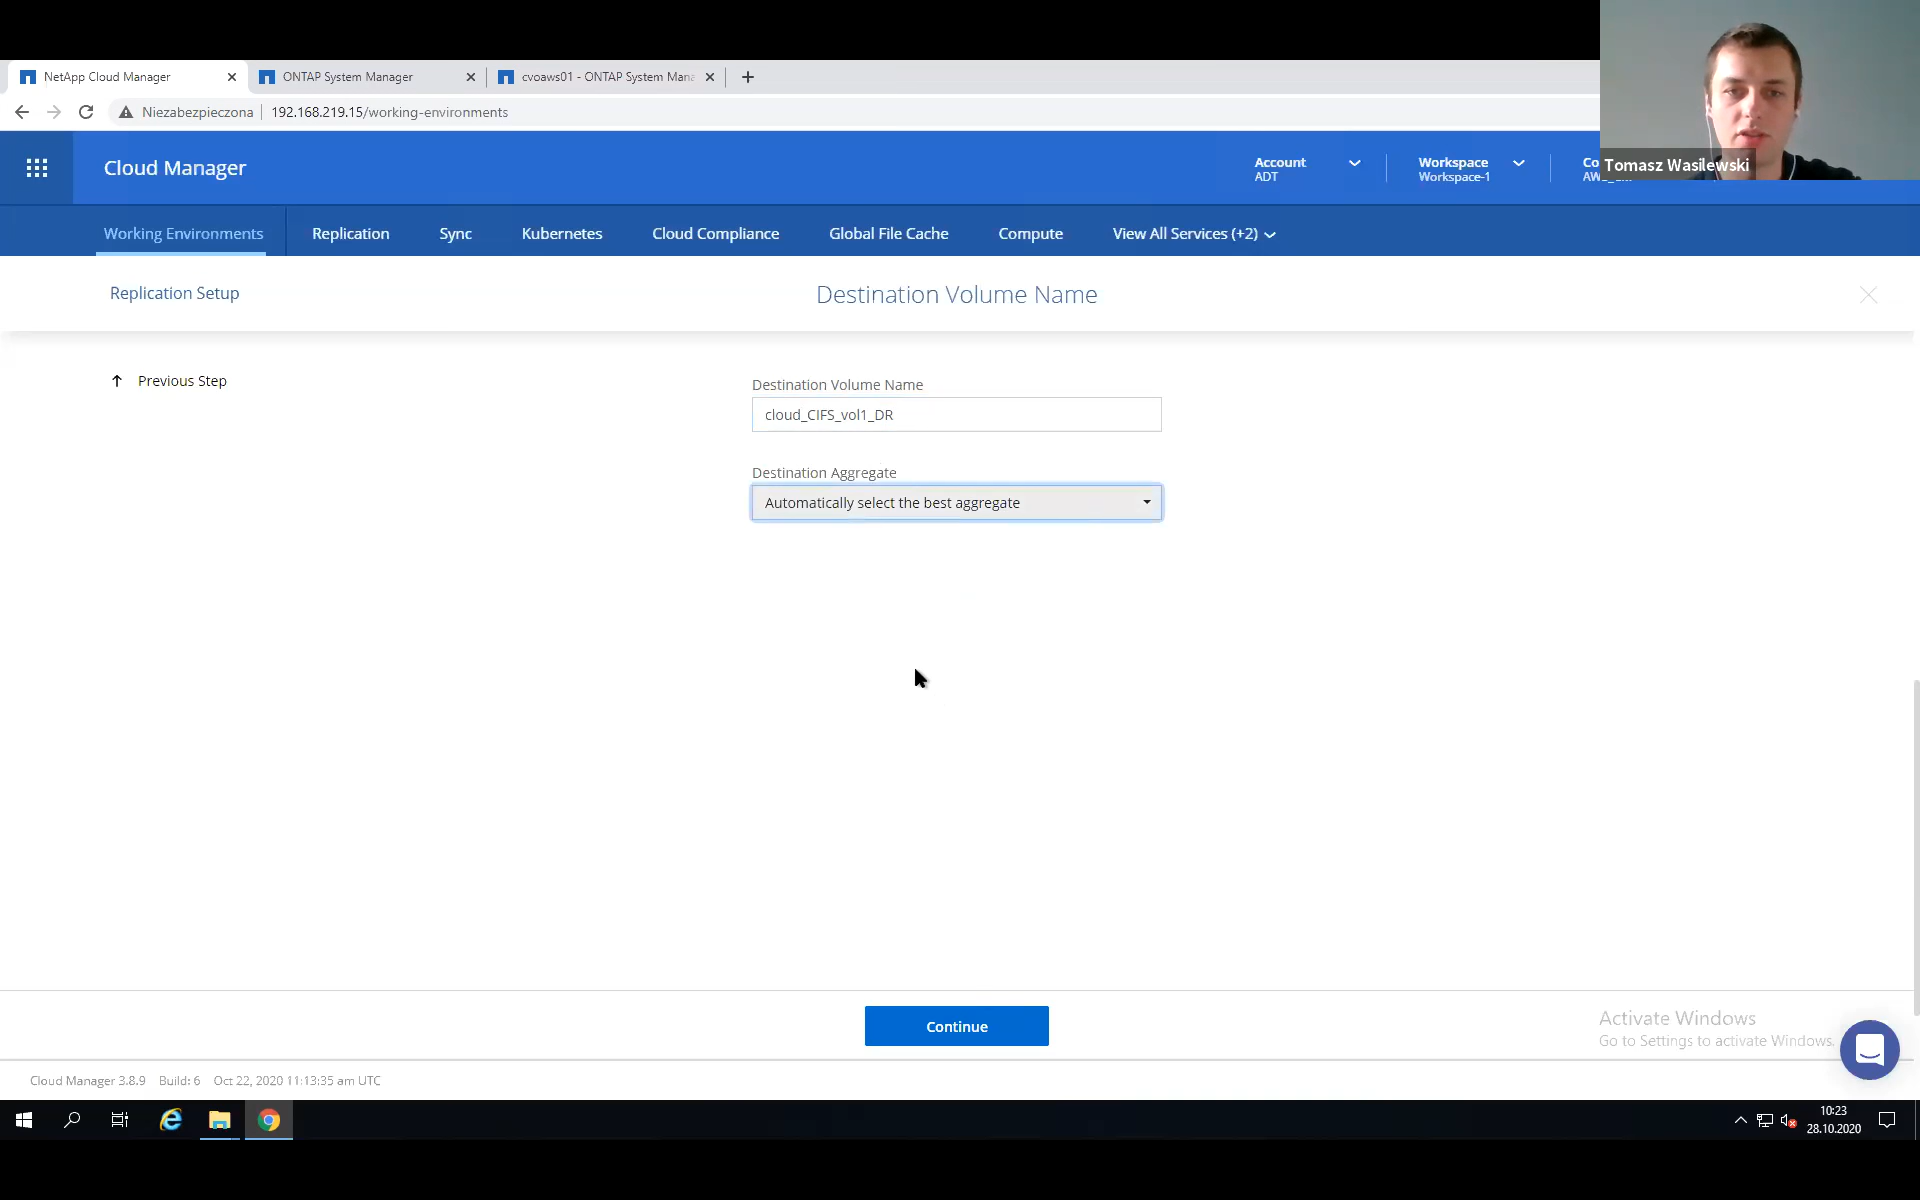 NetApp Cloud Manager
ONTAP System Manager
cvoaws01 - ONTAP System Mana
Niezabezpieczona
192.168.219.15/working-environments
Cloud Manager
Account
ADT
Workspace
Workspace-1
Co
Tomasz Wasilewski
Working Environments
Replication
Sync
Kubernetes
Cloud Compliance
Global File Cache
Compute
View All Services (+2)
Replication Setup
Destination Volume Name
Previous Step
Destination Volume Name
cloud_CIFS_vol1_DR
Destination Aggregate
Automatically select the best aggregate
Continue
Activate Windows
Go to Settings to activate Windows.
Cloud Manager 3.8.9 Build: 6 Oct 22, 2020 11:13:35 am UTC
10:23
28.10.2020